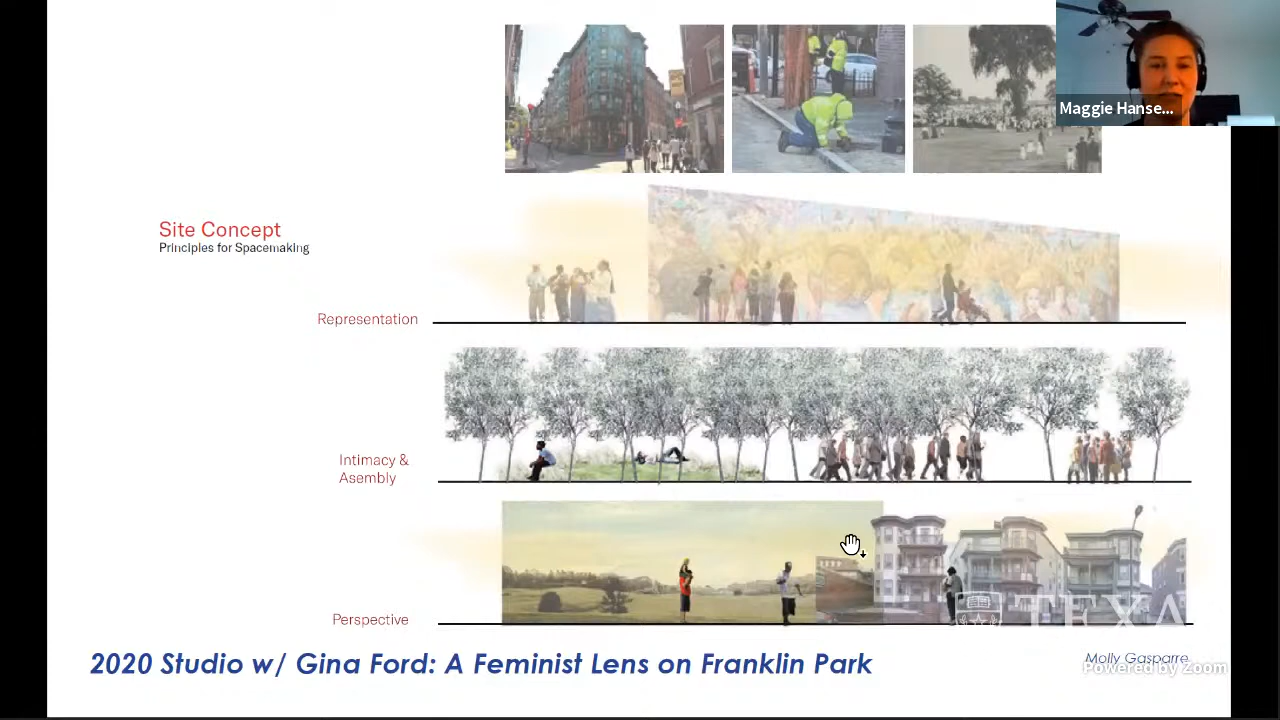 Maggie Hanse...
Site Concept
Principles for Spacemaking
Representation
Intimacy &
Asembly
Perspective
TEXA
2020 Studio w/ Gina Ford: A Feminist Lens on Franklin Park
Molly Gasparre
Powered by Zoom